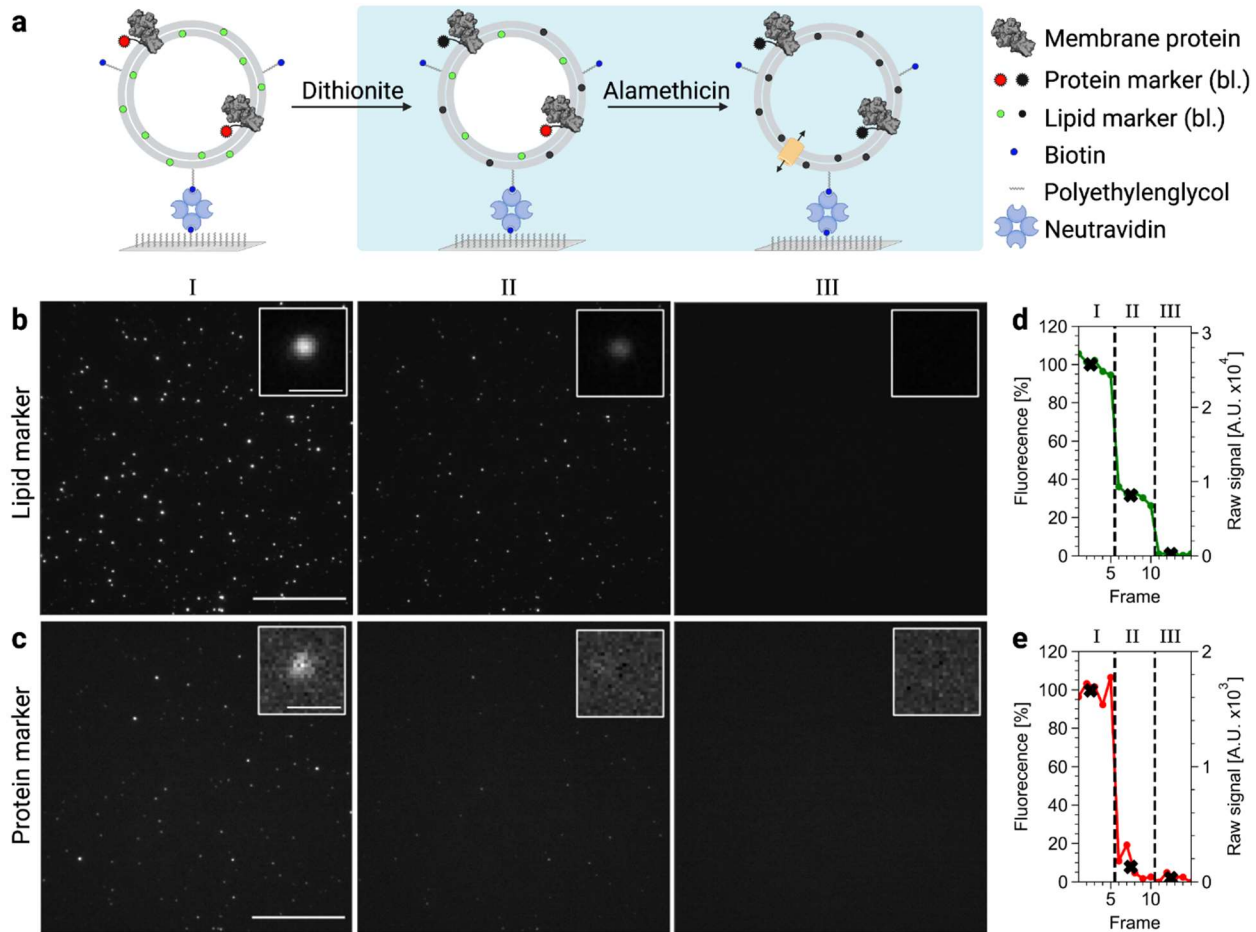 a
Dithionite
Alamethicin
Membrane protein
Protein marker (bl.)
Lipid marker (bl.)
Biotin
Polyethylenglycol
Neutravidin
I
II
III
b
Lipid marker
c
Protein marker
d
I II III
120
100
80
60
40
20
0
Fluorecence [%]
3
2
1
0
Raw signal [A.U. x10⁴]
5 10
Frame
e
I II III
120
100
80
60
40
20
0
Fluorecence [%]
2
1
0
Raw signal [A.U. x10³]
5 10
Frame